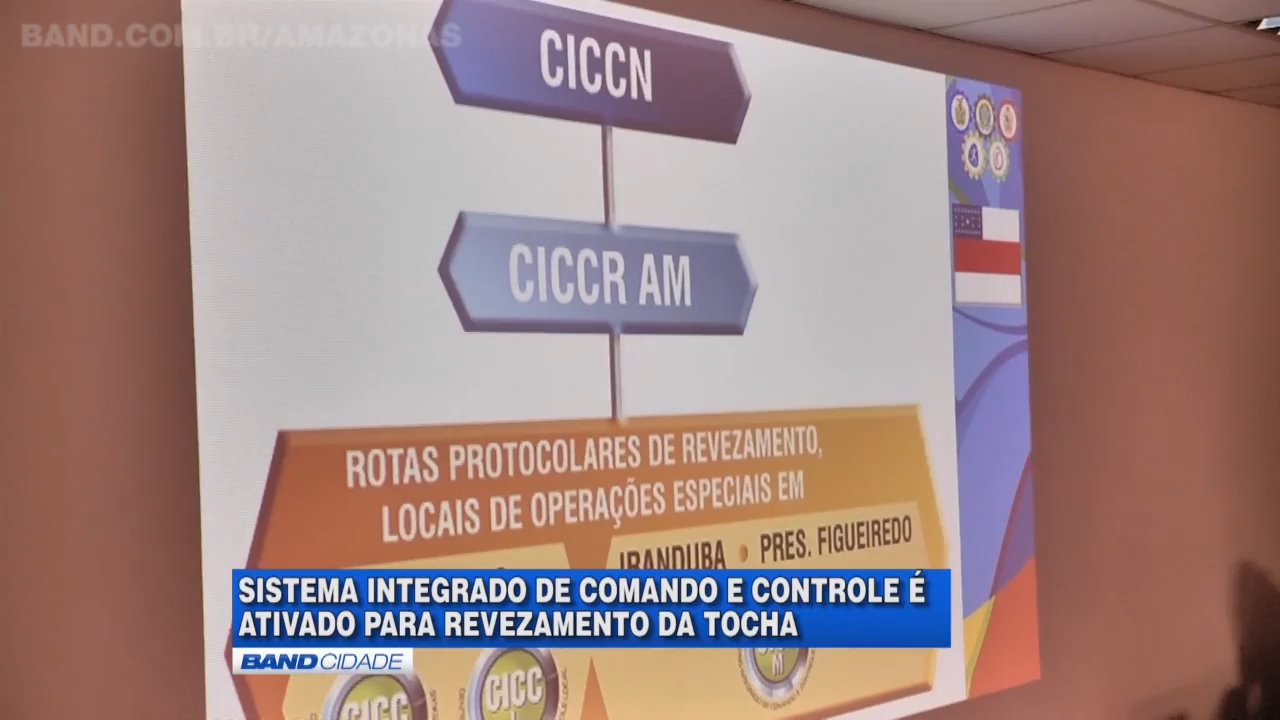 BAND.COM.BR/AMAZONAS
CICCN
CICCR AM
ROTAS PROTOCOLARES DE REVEZAMENTO,
LOCAIS DE OPERAÇÕES ESPECIAIS EM
IRANDUBA • PRES. FIGUEIREDO
SISTEMA INTEGRADO DE COMANDO E CONTROLE É
ATIVADO PARA REVEZAMENTO DA TOCHA
BAND CIDADE
CICC
CICC